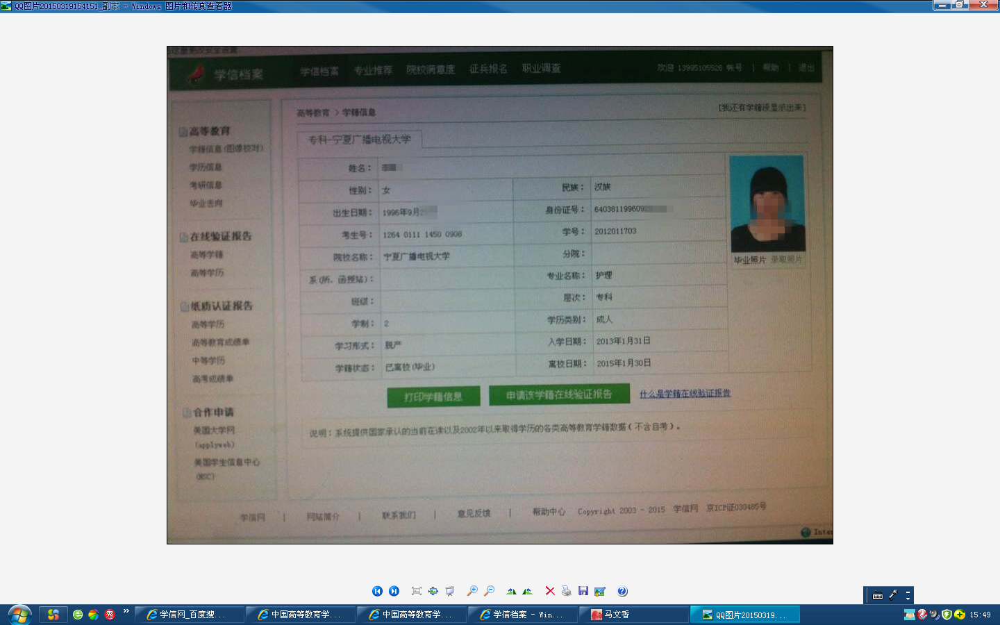 QQ图片20150319154151_副本 - Windows 图片和传真查看器
学信档案 学信档案 专业推荐 院校满意度 征兵报名 职业调查 欢迎 13995105526 帐号 | 帮助 | 退出
高等教育 > 学籍信息 [我还有学籍没显示出来]
高等教育
学籍信息(图像校对)
学历信息
考研信息
毕业去向
在线验证报告
高等学籍
高等学历
纸质认证报告
高等学历
高等教育成绩单
中等学历
高考成绩单
合作申请
美国大学网
(applyweb)
美国学生信息中心
(NSC)
专科-宁夏广播电视大学
姓名：
性别： 女 民族： 汉族
出生日期： 1996年9月 身份证号： 6403811996092
考生号： 1264 0111 1450 0908 学号： 2012011703
院校名称： 宁夏广播电视大学 分院：
系(所、函授站)： 专业名称： 护理
班级： 层次： 专科
学制： 2 学历类别： 成人
学习形式： 脱产 入学日期： 2013年1月31日
学籍状态： 已离校(毕业) 离校日期： 2015年1月30日
毕业照片 录取照片
打印学籍信息 申请该学籍在线验证报告 什么是学籍在线验证报告
说明：系统提供国家承认的当前在读以及2002年以来取得学历的各类高等教育学籍数据（不含自考）。
学信网 | 网站简介 | 联系我们 | 意见反馈 | 帮助中心 Copyright 2003 - 2015 学信网 京ICP证030485号
Inter
学信网_百度搜... 中国高等教育学... 中国高等教育学... 学信档案 - Win... 马文香 QQ图片20150319... 15:49